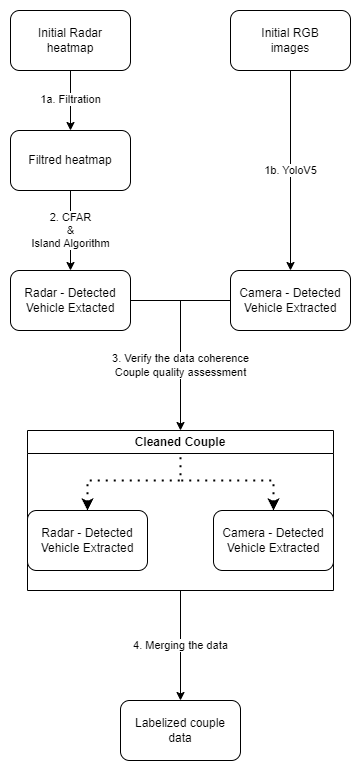 Initial Radar
heatmap
Initial RGB
images
1a. Filtration
Filtred heatmap
1b. YoloV5
2. CFAR
&
Island Algorithm
Radar - Detected
Vehicle Extracted
Camera - Detected
Vehicle Extracted
3. Verify the data coherence
Couple quality assessment
Cleaned Couple
Radar - Detected
Vehicle Extracted
Camera - Detected
Vehicle Extracted
4. Merging the data
Labelized couple
data